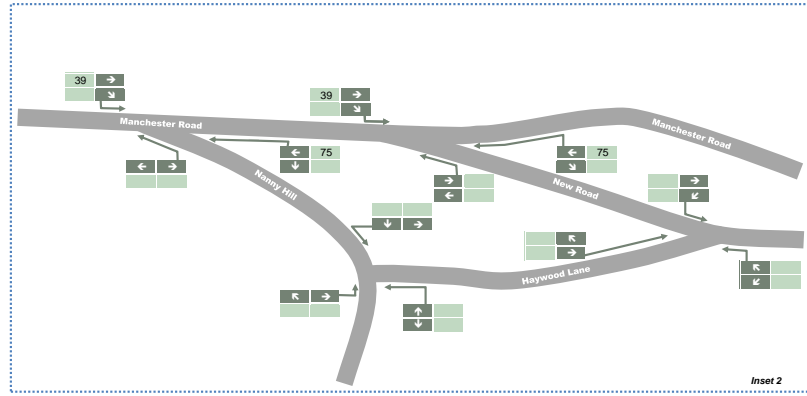 39
39
Manchester Road
Manchester Road
75
75
Nanny Hill
New Road
Haywood Lane
Inset 2